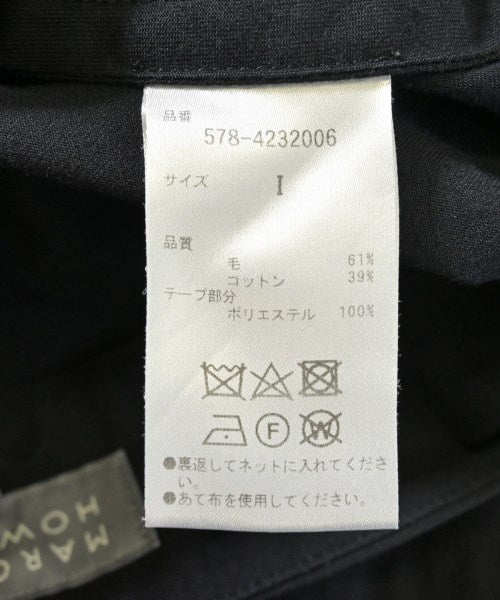 品番
578-4232006
サイズ I
品質
毛 61%
コットン 39%
テープ部分
ポリエステル 100%
F W
●裏返してネットに入れてくださ
い。
●あて布を使用してください。
MARC
HOW